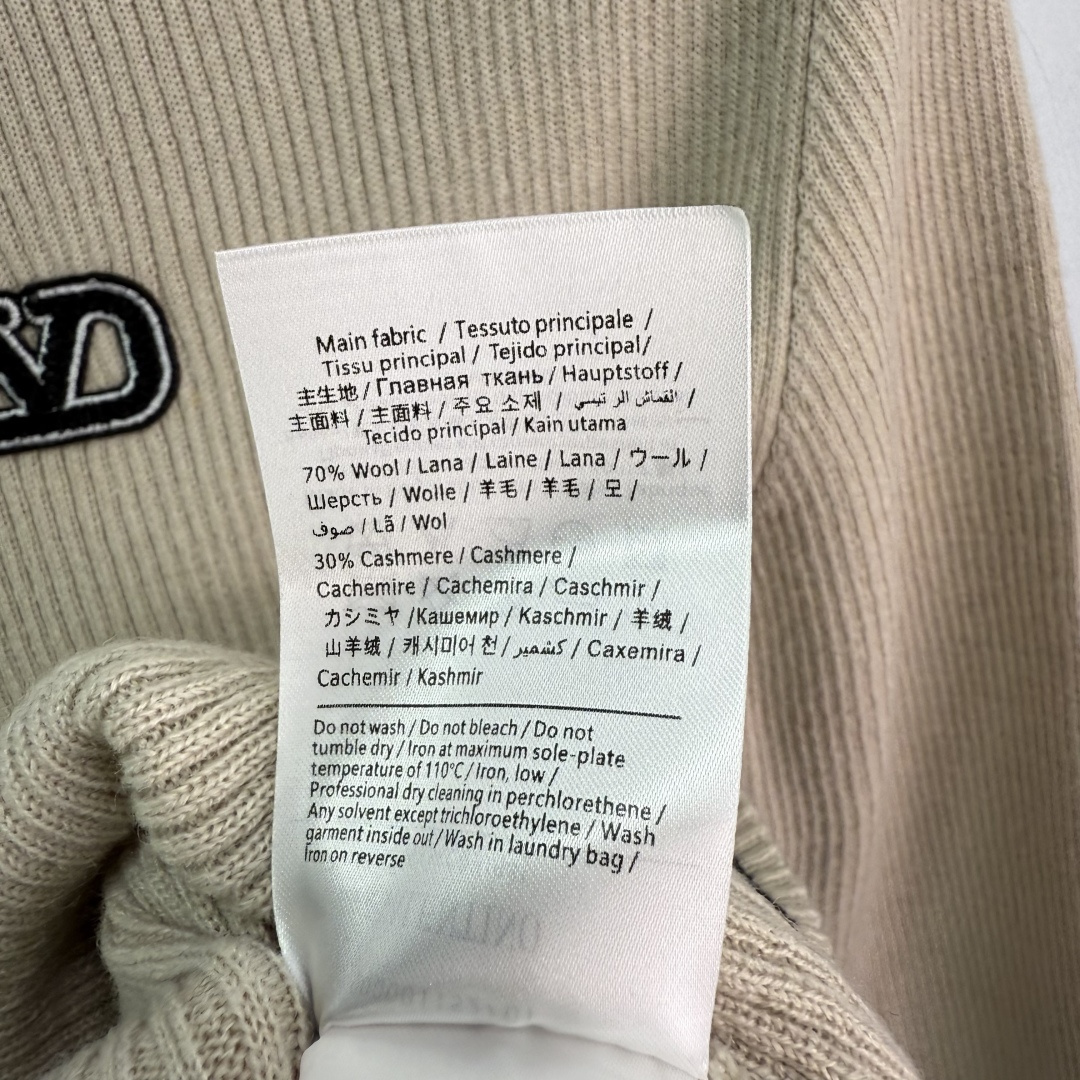 Main fabric / Tessuto principale /
Tissu principal / Tejido principal/
主生地 / Главная ткань / Hauptstoff /
主面料 / 主面料 / 주요 소제 / القماش الر ئيسي /
Tecido principal / Kain utama
70% Wool / Lana / Laine / Lana / ウール /
Шерсть / Wolle / 羊毛 / 羊毛 / 모 /
صوف / Lã / Wol
30% Cashmere / Cashmere /
Cachemire / Cachemira / Caschmir /
カシミヤ /Кашемир / Kaschmir / 羊绒 /
山羊绒 / 캐시미어 천 / كشمير / Caxemira /
Cachemir / Kashmir
Do not wash / Do not bleach / Do not
tumble dry / Iron at maximum sole-plate
temperature of 110°C / Iron, low /
Professional dry cleaning in perchlorethene /
Any solvent except trichloroethylene / Wash
garment inside out / Wash in laundry bag /
Iron on reverse